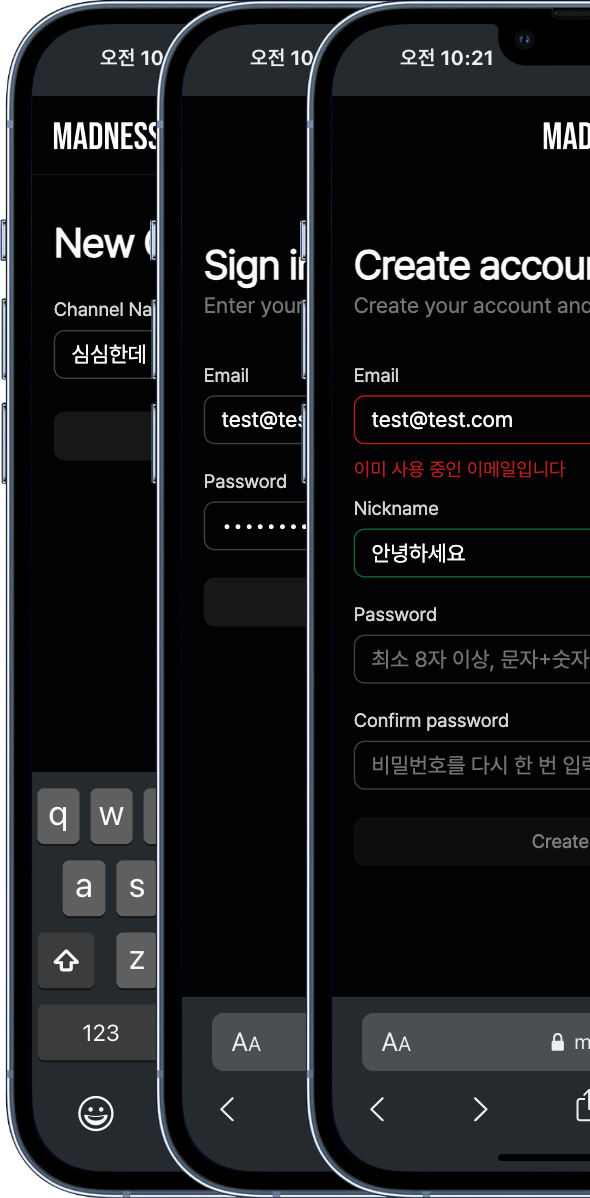 오전 10
MADNESS
New
Channel Na
심심한데
q w
a s
z
123
오전 10
Sign in
Enter your
Email
test@tes
Password
AA
오전 10:21
MAD
Create accou
Create your account and
Email
test@test.com
이미 사용 중인 이메일입니다
Nickname
안녕하세요
Password
최소 8자 이상, 문자+숫자
Confirm password
비밀번호를 다시 한 번 입력
Create
AA
m